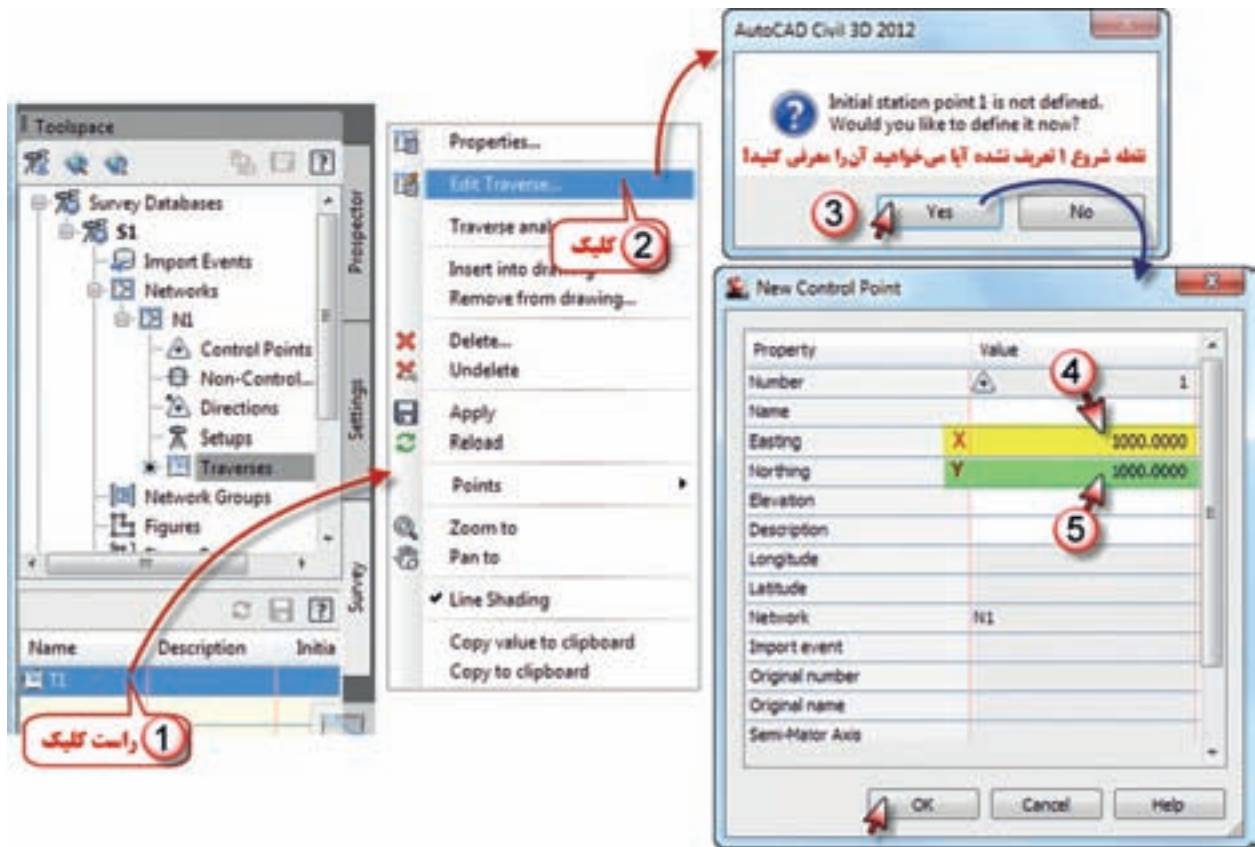 Toolspace
Survey Databases
S1
Import Events
Networks
N1
Control Points
Non-Control...
Directions
Setups
Traverses
Network Groups
Figures
Prospector
Settings
Survey
Name Description Initia
T1
1 راست کلیک
Properties...
Edit Traverse...
Traverse anal
2 کلیک
Insert into drawing
Remove from drawing...
Delete...
Undelete
Apply
Reload
Points
Zoom to
Pan to
Line Shading
Copy value to clipboard
Copy to clipboard
AutoCAD Civil 3D 2012
Initial station point 1 is not defined.
Would you like to define it now?
نقطه شروع ۱ تعریف نشده آیا می‌خواهید آن را معرفی کنید!
3 Yes No
New Control Point
Property Value
Number 1
4
Name
Easting X 1000.0000
Northing Y 1000.0000
Elevation
5
Description
Longitude
Latitude
Network N1
Import event
Original number
Original name
Semi-Major Axis
OK Cancel Help